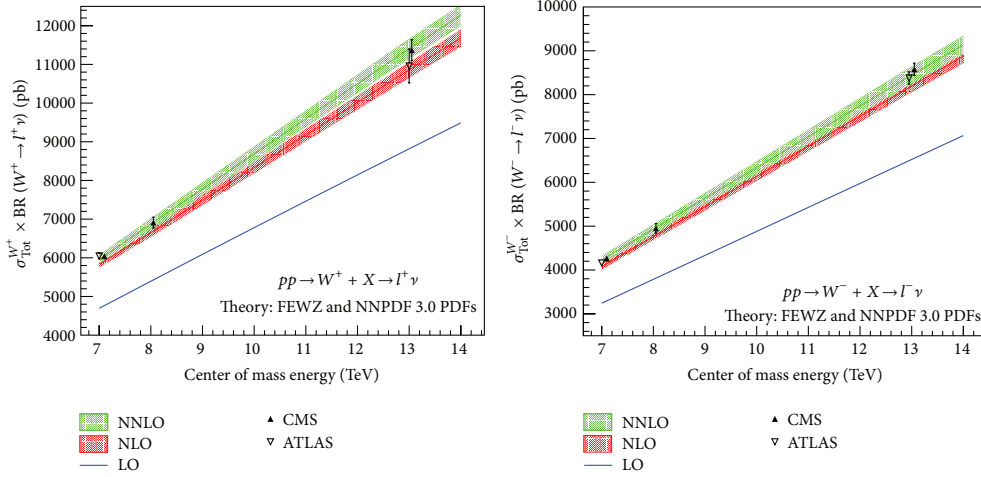 12000
11000
10000
9000
8000
7000
6000
5000
4000
σ_Tot^{W+} × BR (W+ → l+ ν) (pb)
pp → W+ + X → l+ ν
Theory: FEWZ and NNPDF 3.0 PDFs
7 8 9 10 11 12 13 14
Center of mass energy (TeV)
NNLO
NLO
LO
CMS
ATLAS
9000
8000
7000
6000
5000
4000
3000
σ_Tot^{W−} × BR (W− → l− ν) (pb)
pp → W− + X → l− ν
Theory: FEWZ and NNPDF 3.0 PDFs
7 8 9 10 11 12 13 14
Center of mass energy (TeV)
NNLO
NLO
LO
CMS
ATLAS